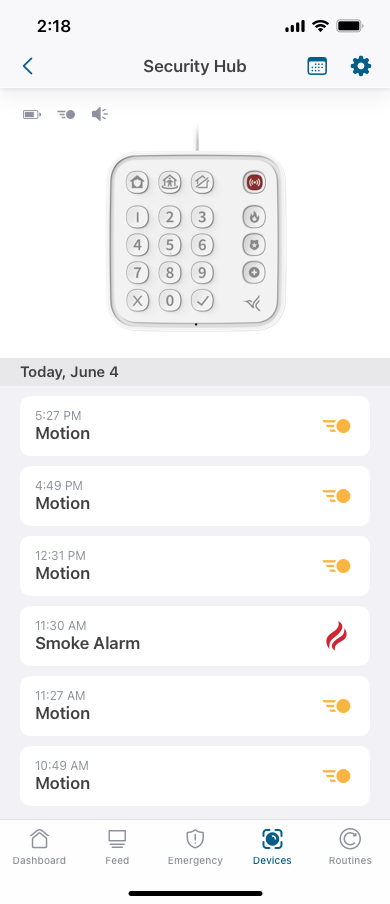 2:18
Security Hub
1 2 3
4 5 6
7 8 9
0
Today, June 4
5:27 PM
Motion
4:49 PM
Motion
12:31 PM
Motion
11:30 AM
Smoke Alarm
11:27 AM
Motion
10:49 AM
Motion
Dashboard Feed Emergency Devices Routines